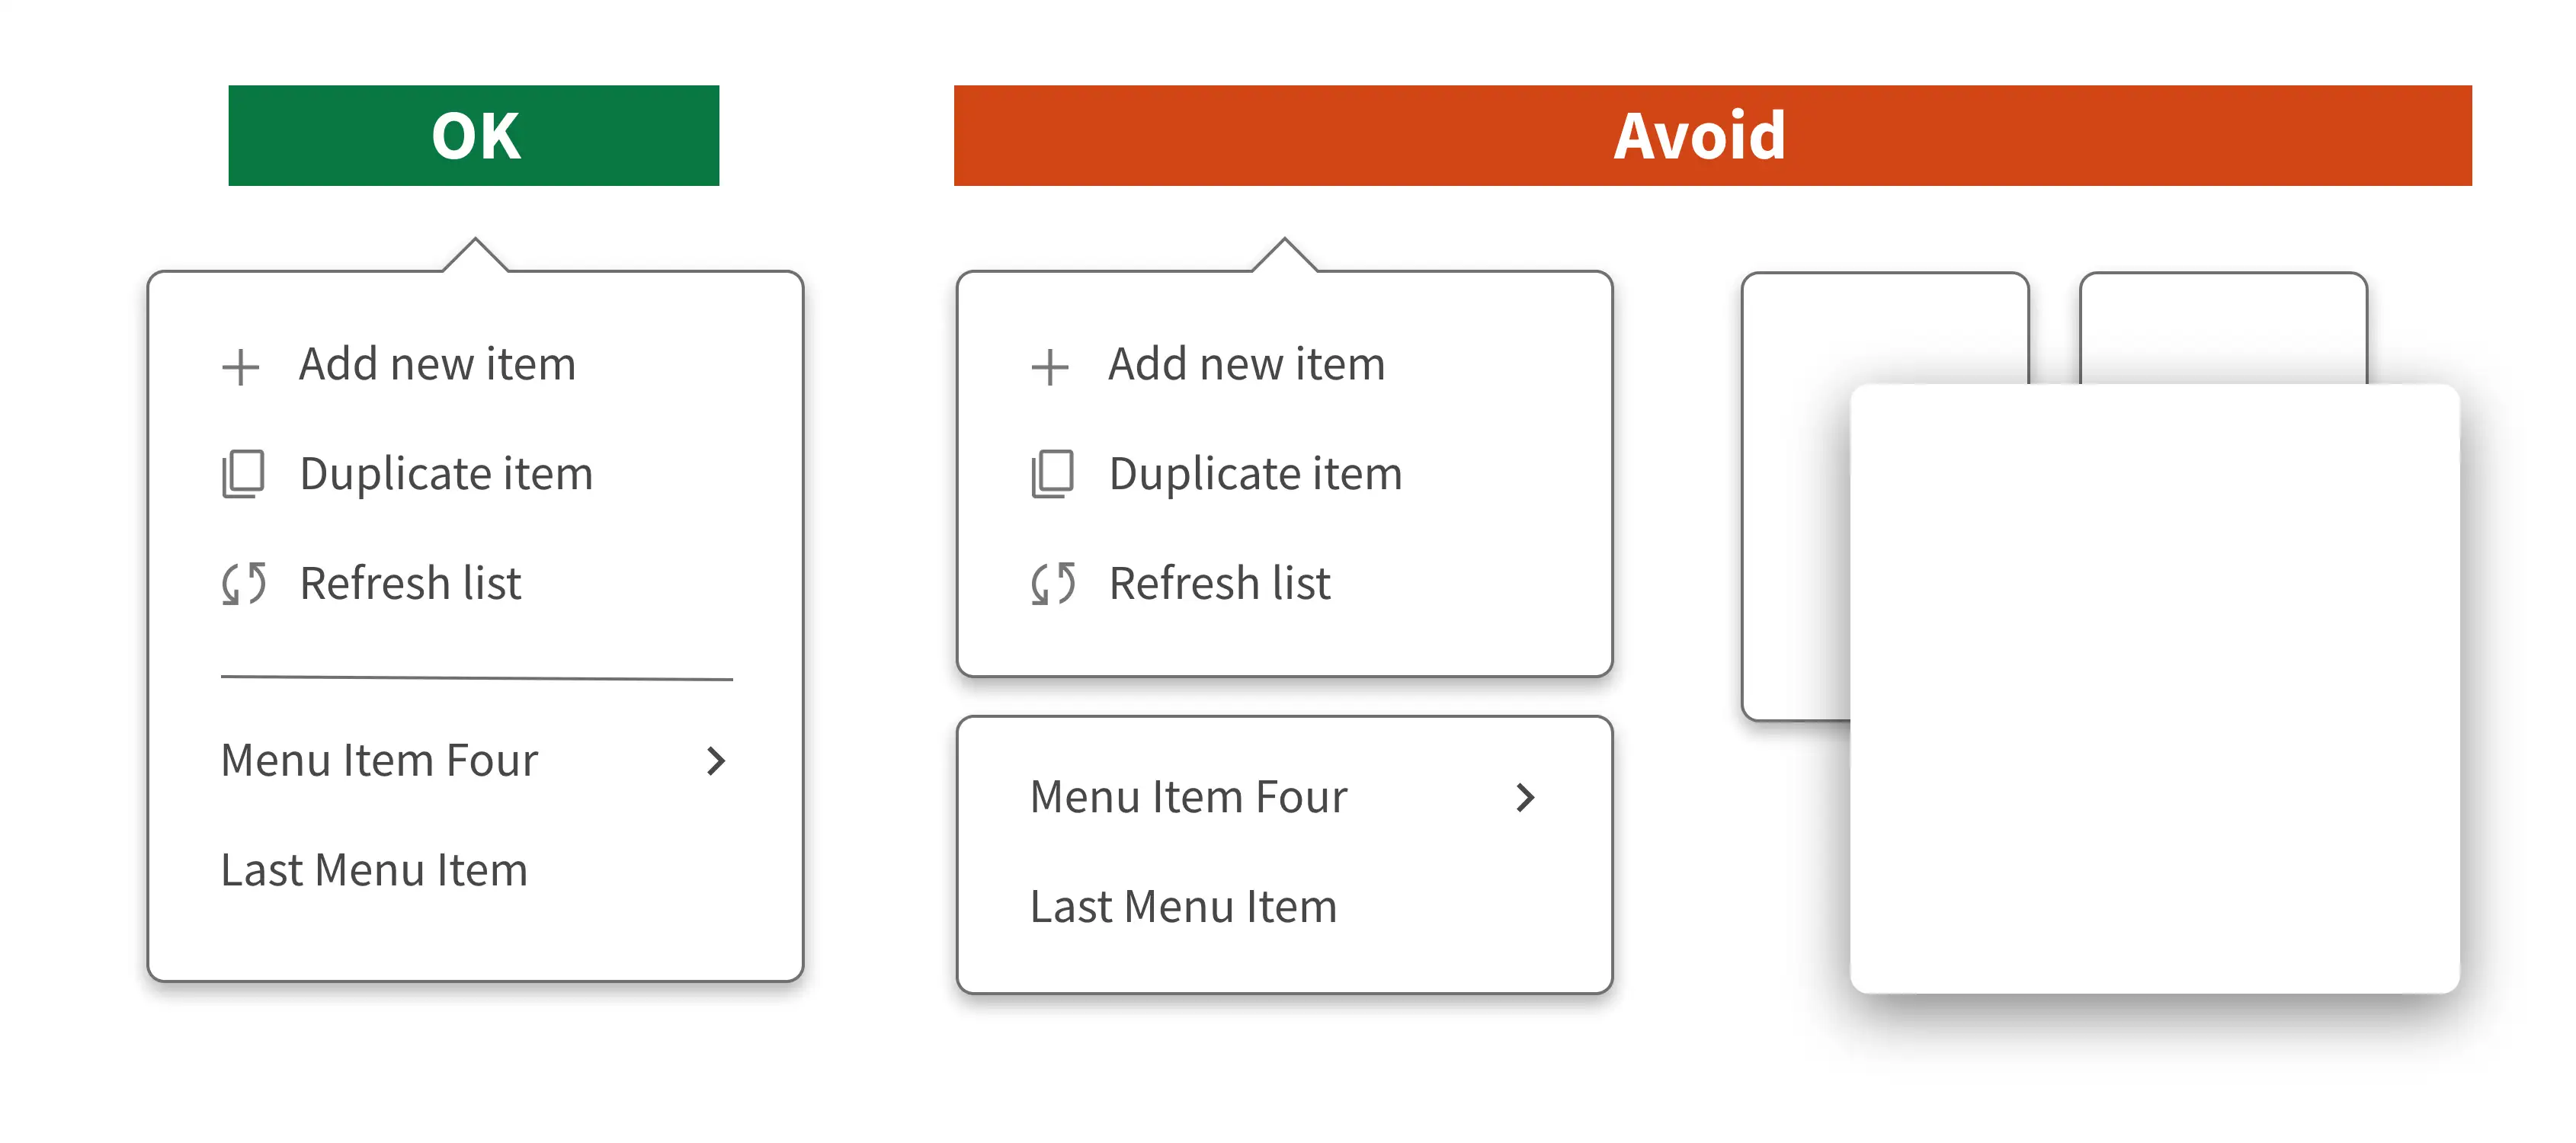 OK
Add new item
Duplicate item
Refresh list
Menu Item Four
Last Menu Item
Avoid
Add new item
Duplicate item
Refresh list
Menu Item Four
Last Menu Item